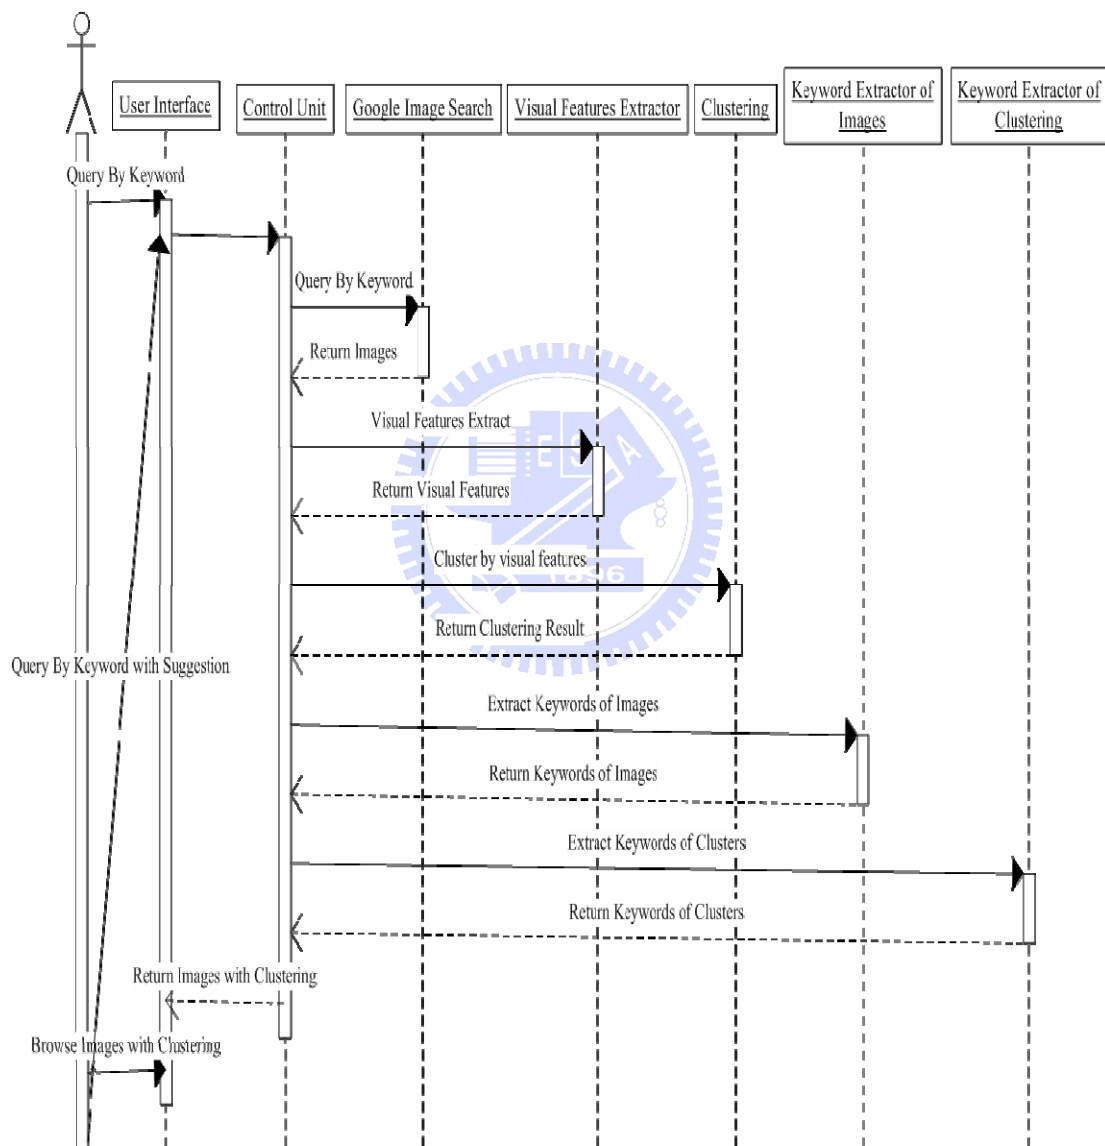 User Interface
Control Unit
Google Image Search
Visual Features Extractor
Clustering
Keyword Extractor of
Images
Keyword Extractor of
Clustering
Query By Keyword
Query By Keyword
Return Images
Visual Features Extract
E S A
Return Visual Features
Cluster by visual features
1896
Return Clustering Result
Query By Keyword with Suggestion
Extract Keywords of Images
Return Keywords of Images
Extract Keywords of Clusters
Return Keywords of Clusters
Return Images with Clustering
Browse Images with Clustering